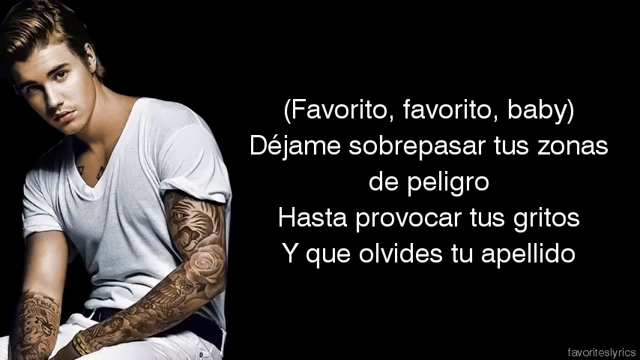 (Favorito, favorito, baby)
Déjame sobrepasar tus zonas
de peligro
Hasta provocar tus gritos
Y que olvides tu apellido
favoriteslyrics